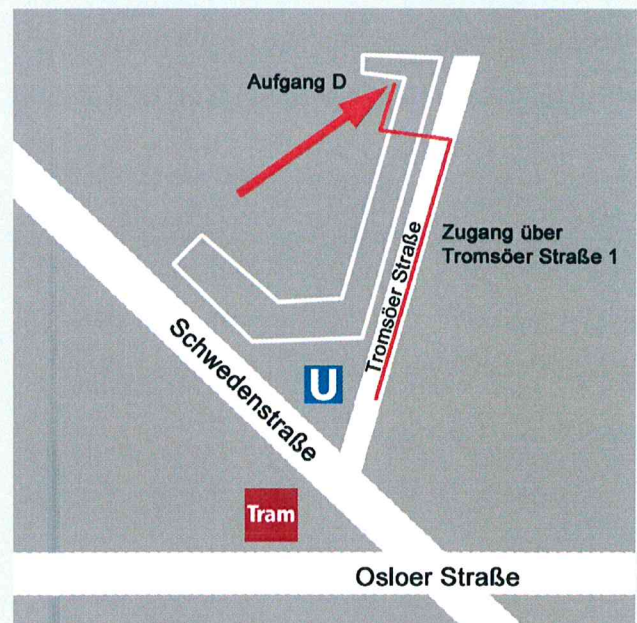 Aufgang D
Zugang über
Tromsöer Straße 1
Tromsöer Straße
Schwedenstraße
U
Tram
Osloer Straße